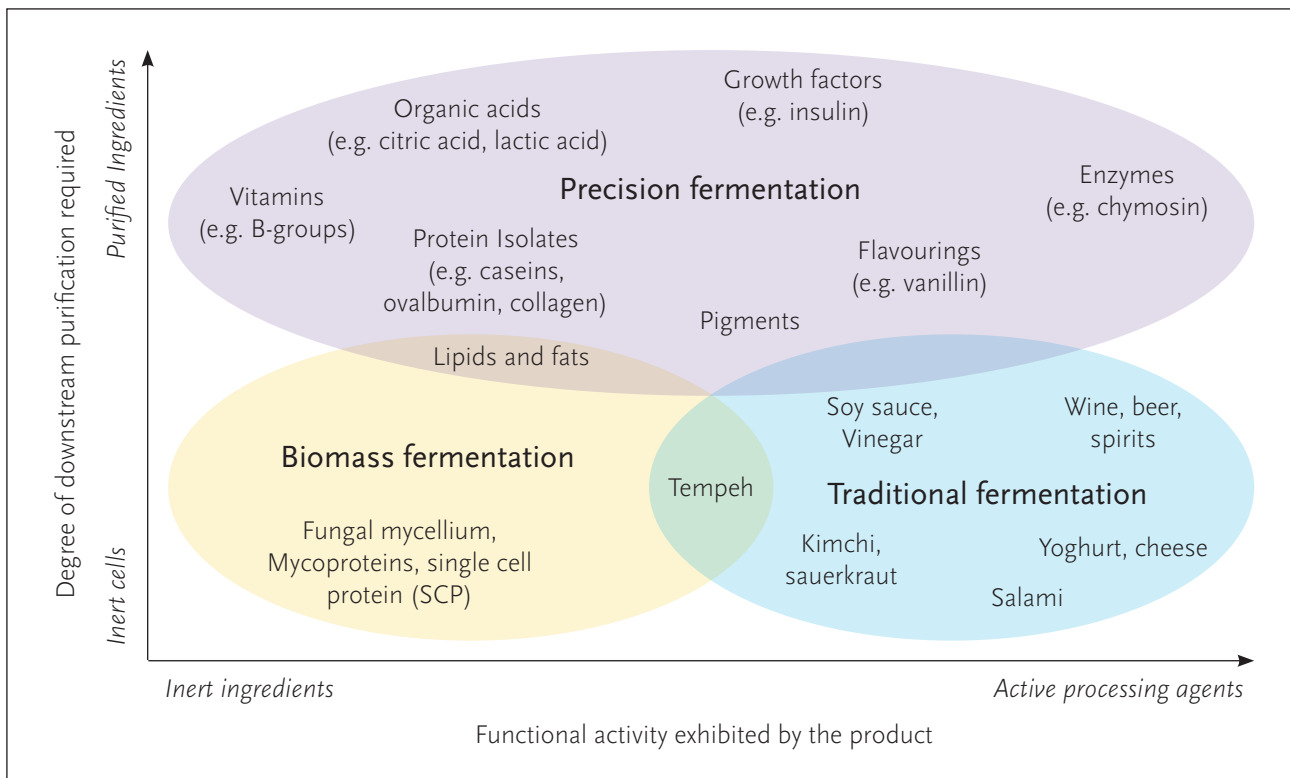 Degree of downstream purification required
Purified Ingredients
Inert cells
Growth factors
(e.g. insulin)
Organic acids
(e.g. citric acid, lactic acid)
Precision fermentation
Enzymes
(e.g. chymosin)
Vitamins
(e.g. B-groups)
Protein Isolates
(e.g. caseins,
ovalbumin, collagen)
Flavourings
(e.g. vanillin)
Pigments
Lipids and fats
Biomass fermentation
Fungal mycellium,
Mycoproteins, single cell
protein (SCP)
Tempeh
Soy sauce,
Vinegar
Wine, beer,
spirits
Traditional fermentation
Kimchi,
sauerkraut
Yoghurt, cheese
Salami
Inert ingredients
Active processing agents
Functional activity exhibited by the product